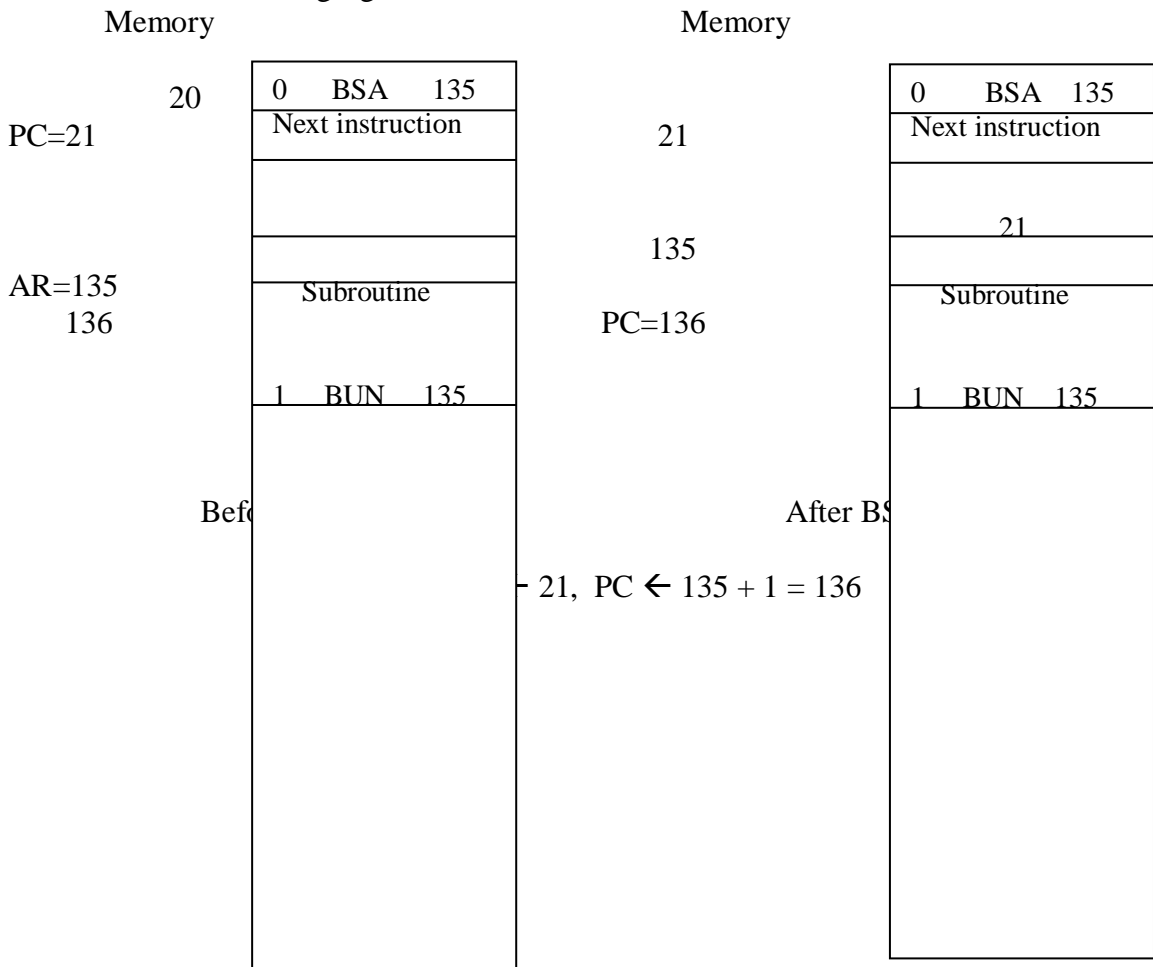 Memory Memory
20 0 BSA 135 0 BSA 135
PC=21 Next instruction 21 Next instruction
21
135
AR=135 Subroutine Subroutine
136 PC=136
1 BUN 135 1 BUN 135
After
21, PC ← 135 + 1 = 136